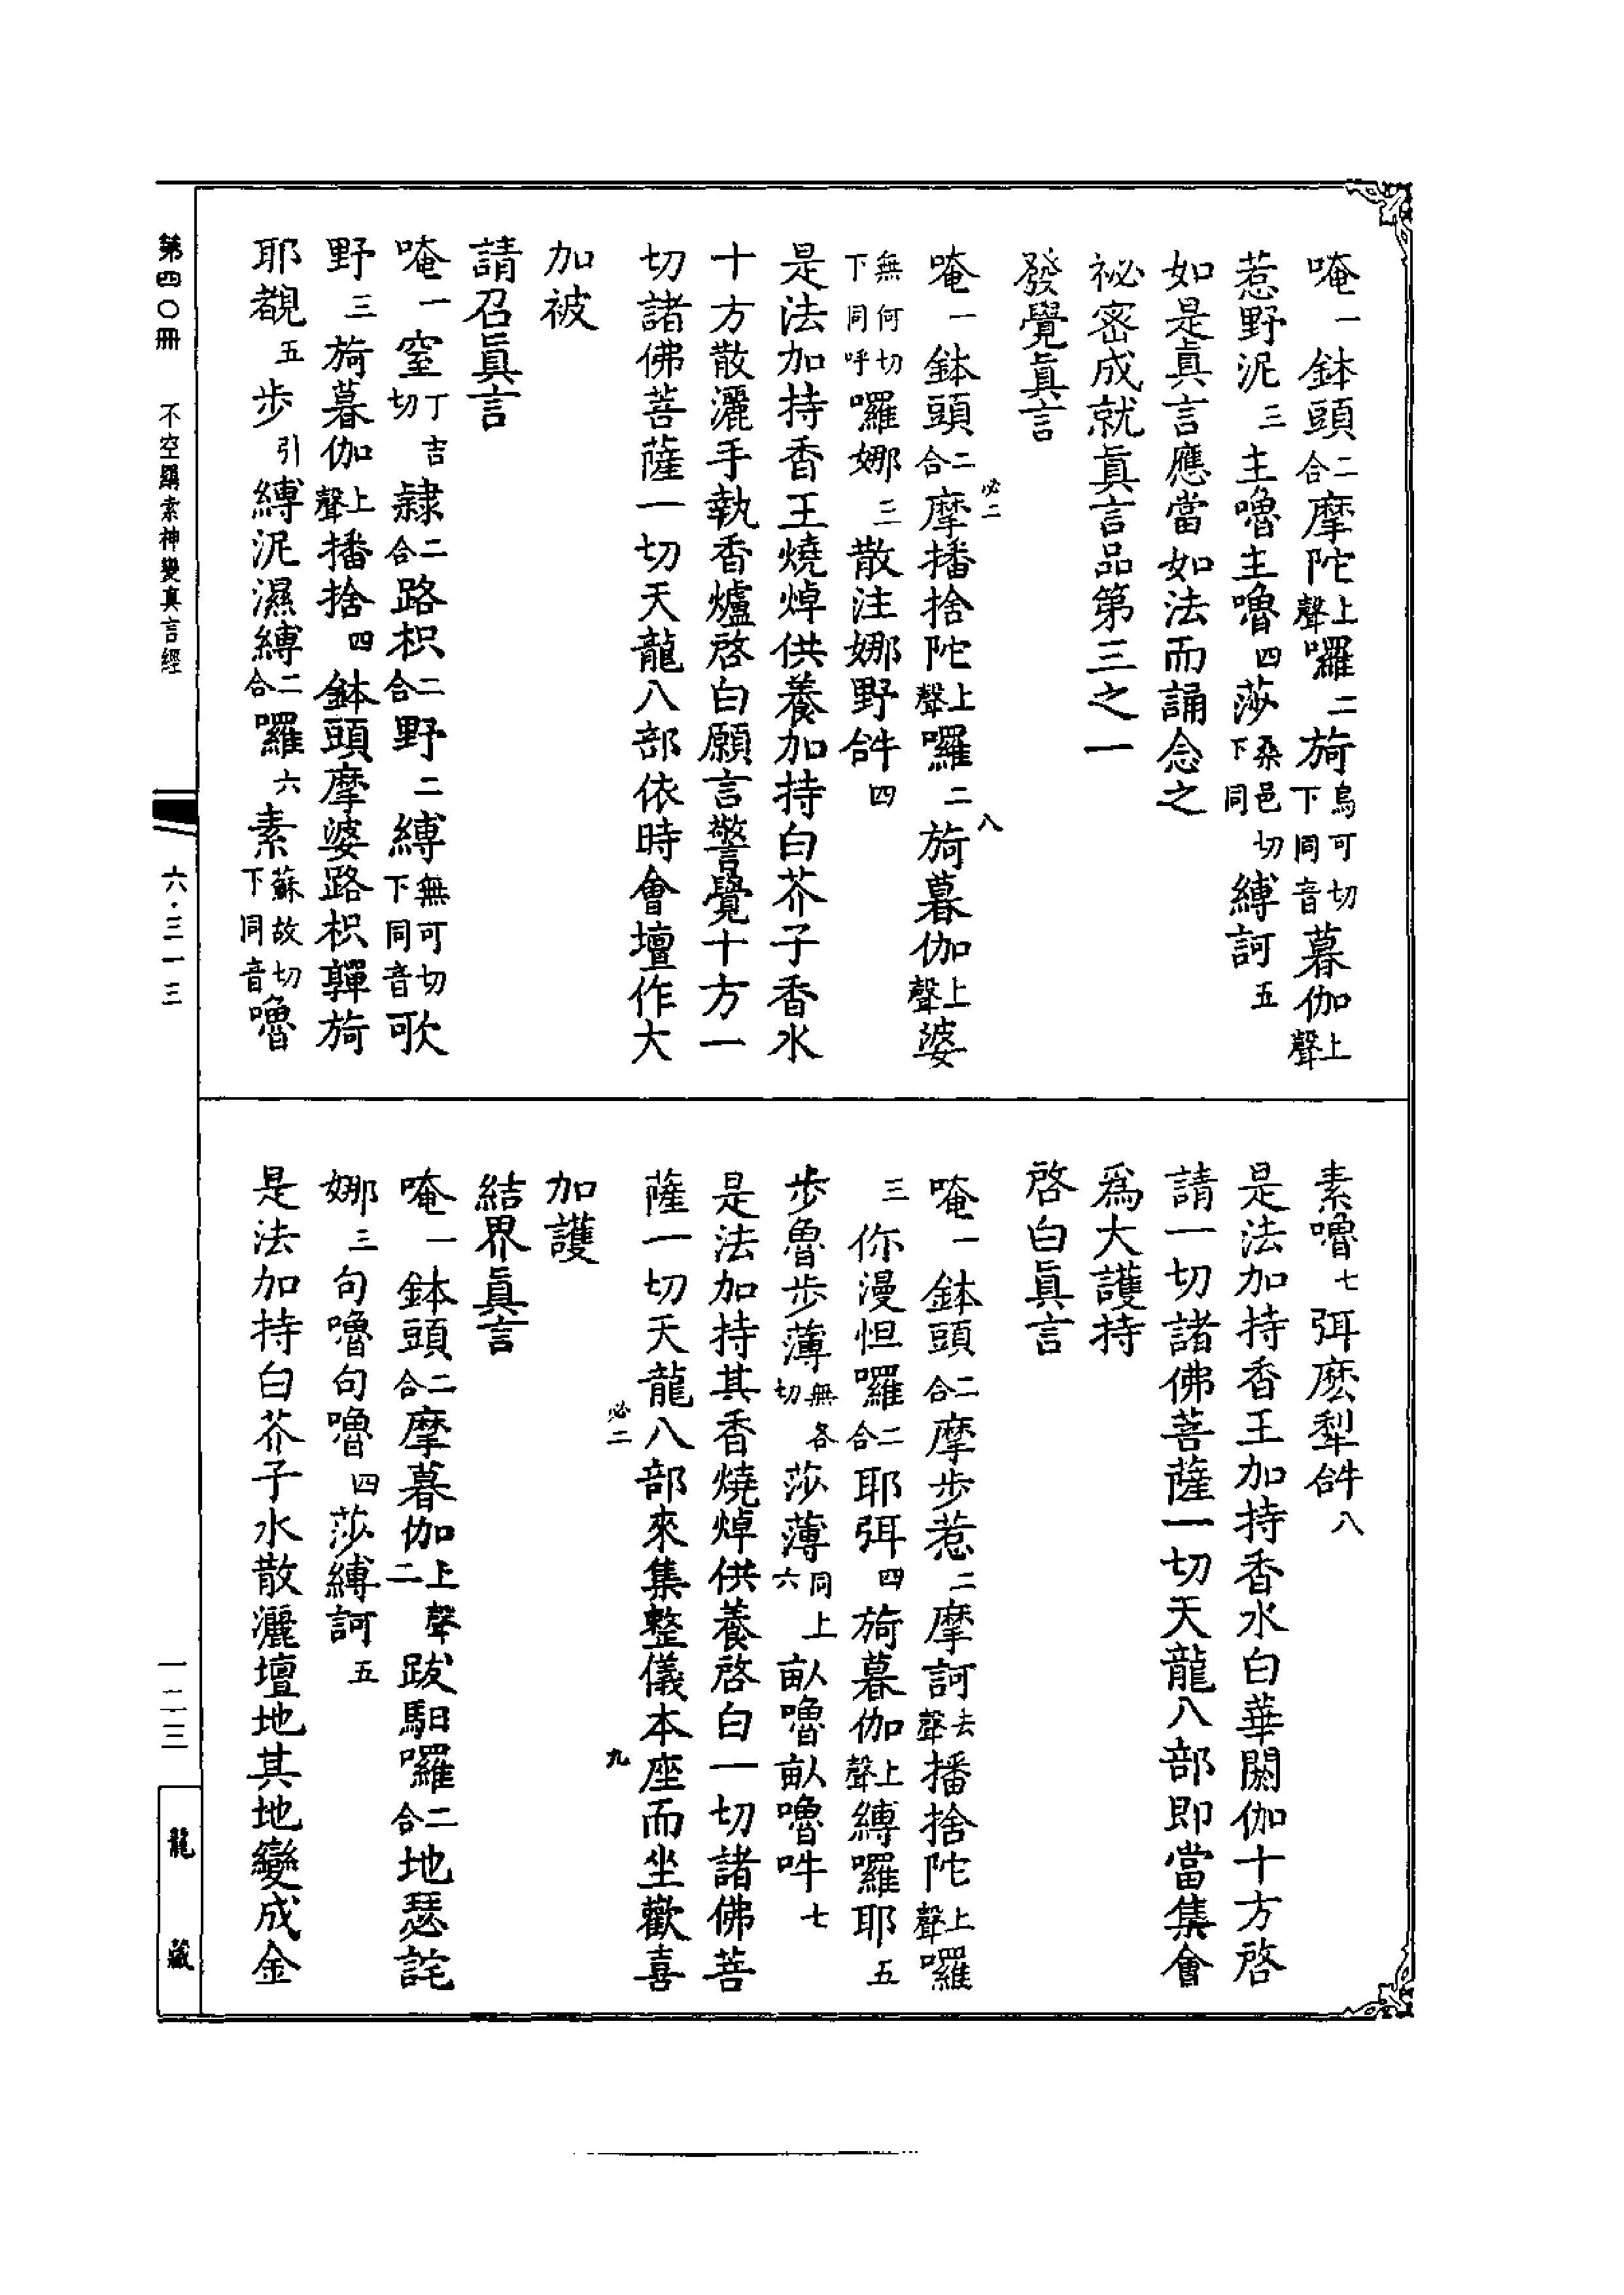 唵一鉢頭二合摩陀上聲囉二旖烏可切下同音暮伽上聲
惹野泥三主嚕主嚕四莎桑邑切下同縛訶五
如是真言應當如法而誦念之
祕密成就眞言品第三之一
發覺眞言
必二 八
唵一鉢頭二合摩播捨陀上聲囉二旖暮伽上聲婆
無何切下同呼囉娜三散注娜野𤙖四
是法加持香王燒焯供養加持白芥子香水
十方散灑手執香爐啓白願言警覺十方一
切諸佛菩薩一切天龍八部依時會壇作大
加被
請召眞言
唵一窒丁吉切隷二合路枳二合野二縛無可切下同音歌
野三旖暮伽上聲播捨四鉢頭摩婆路枳韗旖
耶覩五步引縛泥濕縛二合囉六素蘇故切下同音嚕
素嚕七弭麽犁𤙖八
是法加持香王加持香水白華閼伽十方啓
請一切諸佛菩薩一切天龍八部即當集會
爲大護持
啓白眞言
唵一鉢頭二合摩步惹二摩訶去聲播捨陀上聲囉
三你漫怛囉二合耶弭四旖暮伽上聲縛囉耶五
步魯步薄無各切莎薄同上六畝嚕畝嚕吽七
是法加持其香燒焯供養啓白一切諸佛菩
薩一切天龍八部來集整儀本座而坐歡喜
必二 九
加護
結界眞言
唵一鉢頭二合摩暮伽上聲二跋馹囉二合地瑟詫
娜三句嚕句嚕四莎縛訶五
是法加持白芥子水散灑壇地其地變成金
第四〇冊 不空羂索神變真言經 六·三一三 一二三 龍藏